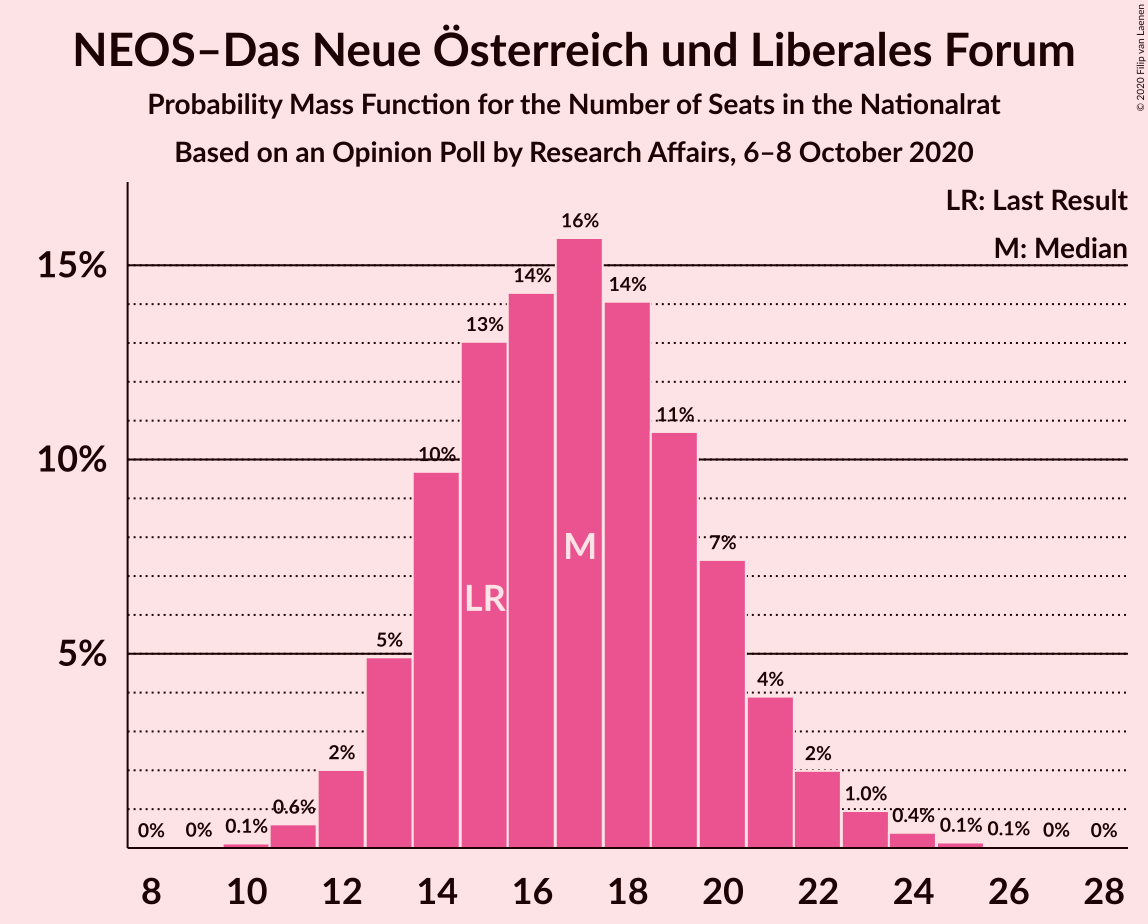 NEOS–Das Neue Österreich und Liberales Forum
Probability Mass Function for the Number of Seats in the Nationalrat
Based on an Opinion Poll by Research Affairs, 6–8 October 2020
© 2020 Filip van Laenen
LR: Last Result
M: Median
15%
10%
5%
0%
0%
0.1%
0.6%
2%
5%
10%
13%
14%
16%
14%
11%
7%
4%
2%
1.0%
0.4%
0.1%
0.1%
0%
0%
LR
M
8 10 12 14 16 18 20 22 24 26 28